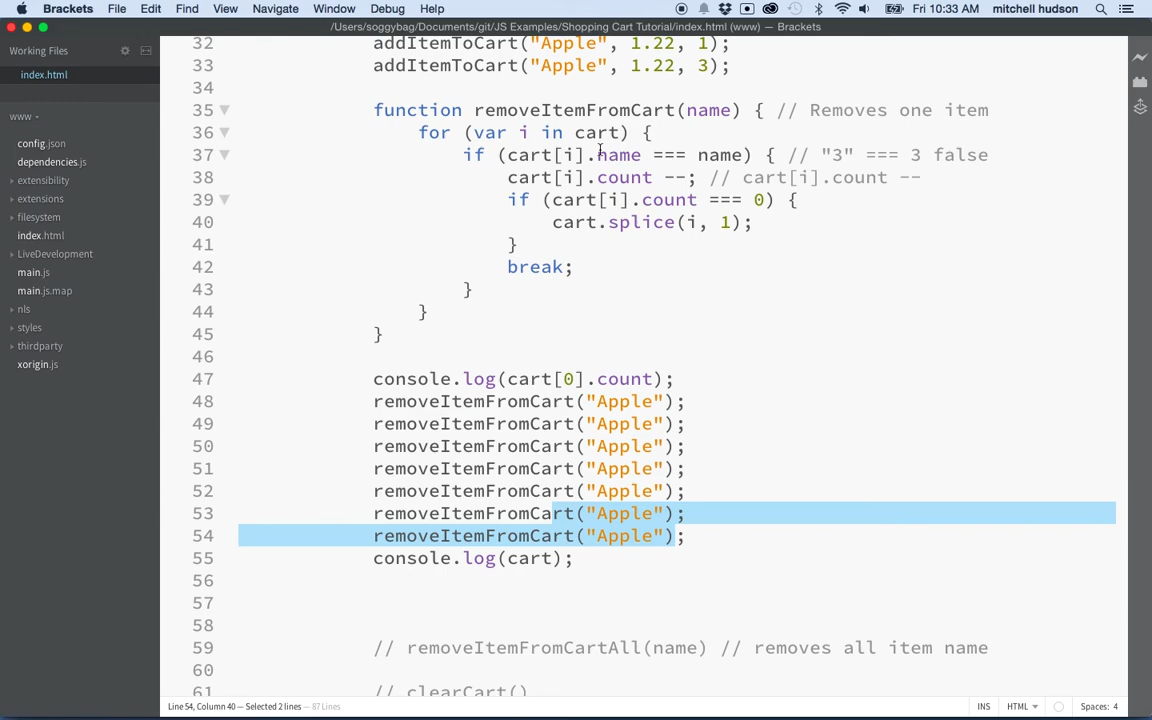 Brackets File Edit Find View Navigate Window Debug Help Fri 10:33 AM mitchell hudson
/Users/soggybag/Documents/git/JS Examples/Shopping Cart Tutorial/index.html (www) — Brackets
Working Files
index.html
www
config.json
dependencies.js
extensibility
extensions
filesystem
index.html
LiveDevelopment
main.js
main.js.map
nls
styles
thirdparty
xorigin.js
32 addItemToCart("Apple", 1.22, 1);
33 addItemToCart("Apple", 1.22, 3);
34
35 function removeItemFromCart(name) { // Removes one item
36 for (var i in cart) {
37 if (cart[i].name === name) { // "3" === 3 false
38 cart[i].count --; // cart[i].count --
39 if (cart[i].count === 0) {
40 cart.splice(i, 1);
41 }
42 break;
43 }
44 }
45 }
46
47 console.log(cart[0].count);
48 removeItemFromCart("Apple");
49 removeItemFromCart("Apple");
50 removeItemFromCart("Apple");
51 removeItemFromCart("Apple");
52 removeItemFromCart("Apple");
53 removeItemFromCart("Apple");
54 removeItemFromCart("Apple");
55 console.log(cart);
56
57
58
59 // removeItemFromCartAll(name) // removes all item name
60
61 // clearCart()
Line 54, Column 40 — Selected 2 lines — 87 Lines INS HTML Spaces: 4